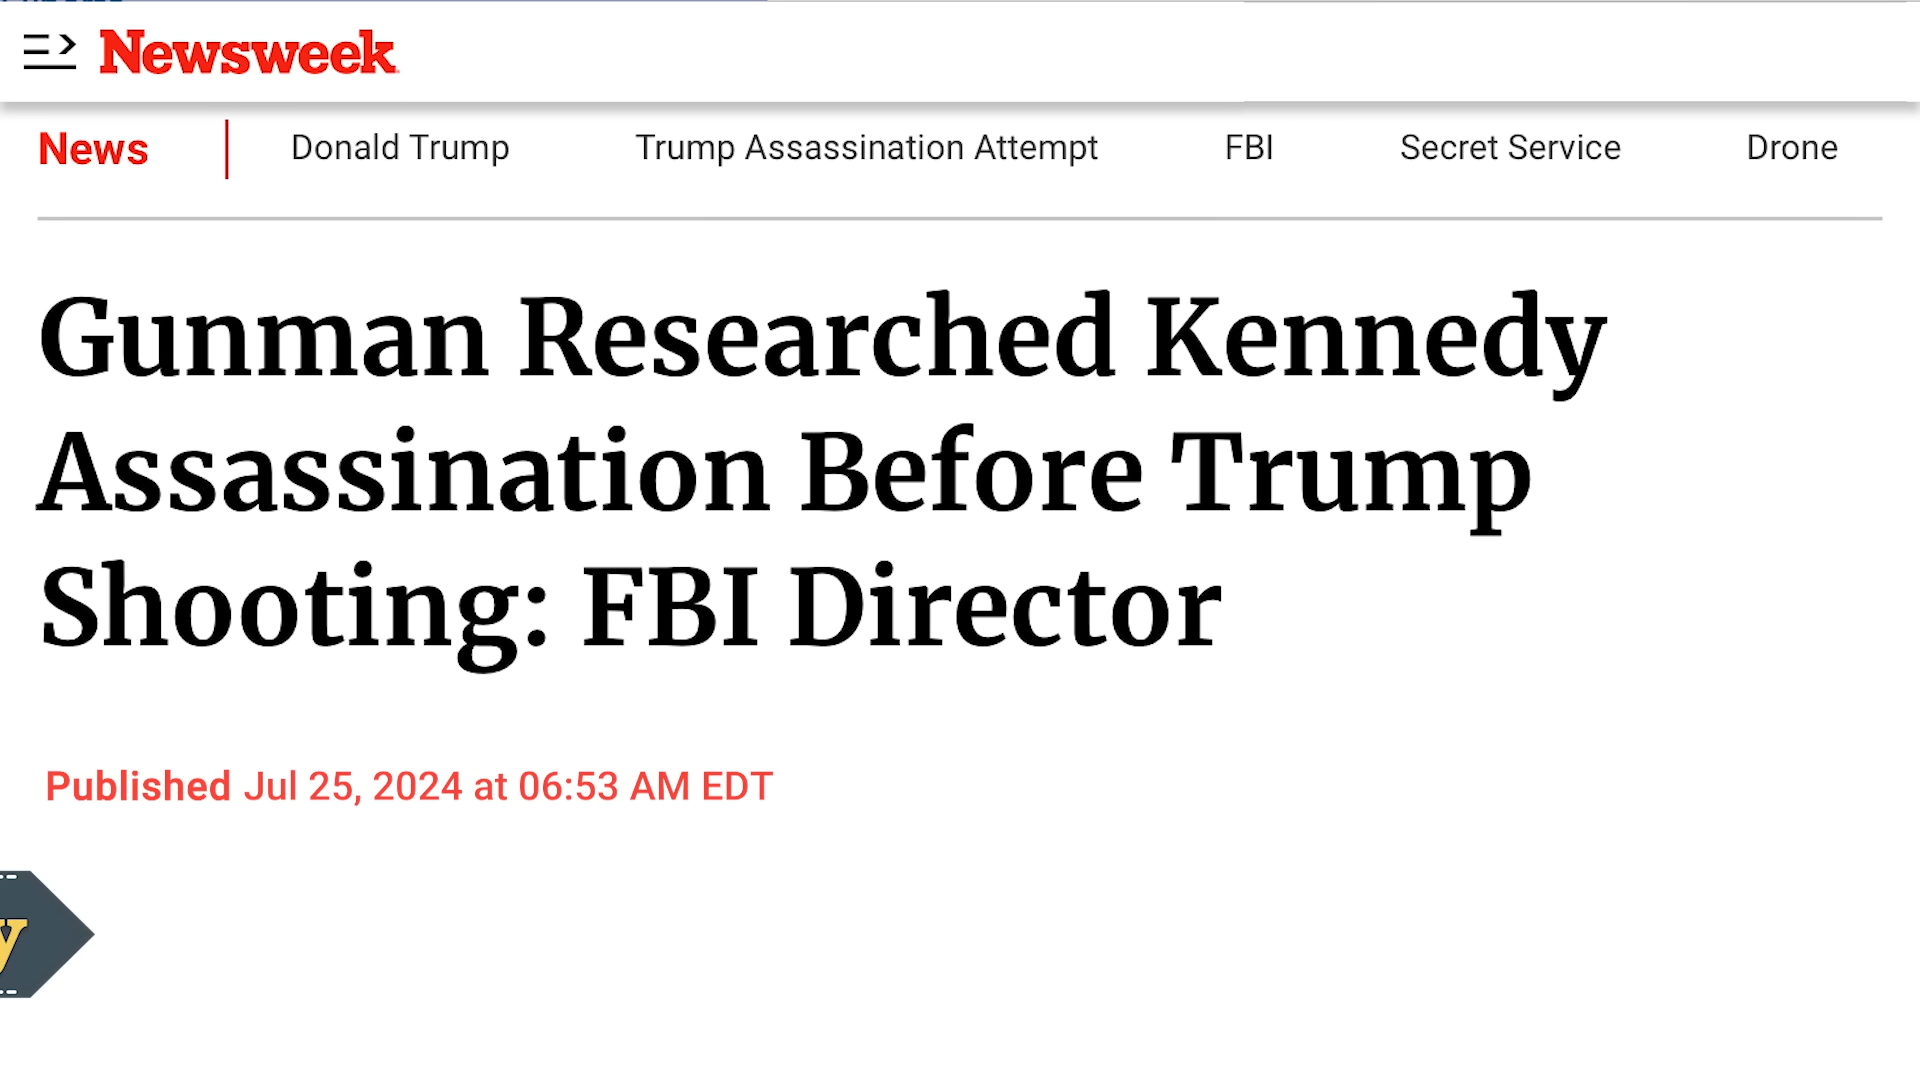 Newsweek
News Donald Trump Trump Assassination Attempt FBI Secret Service Drone
Gunman Researched Kennedy
Assassination Before Trump
Shooting: FBI Director
Published Jul 25, 2024 at 06:53 AM EDT
y